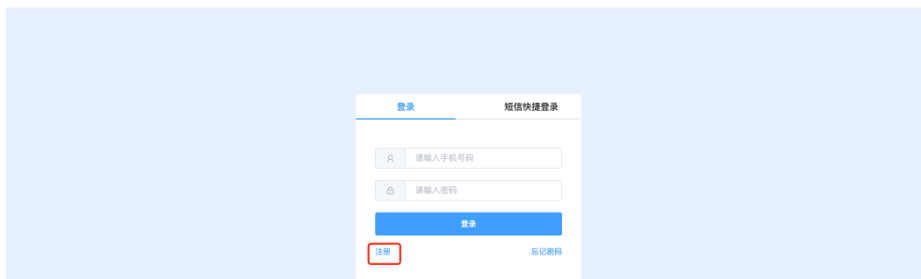 登录 短信快捷登录
请输入手机号码
请输入密码
登录
注册 忘记密码